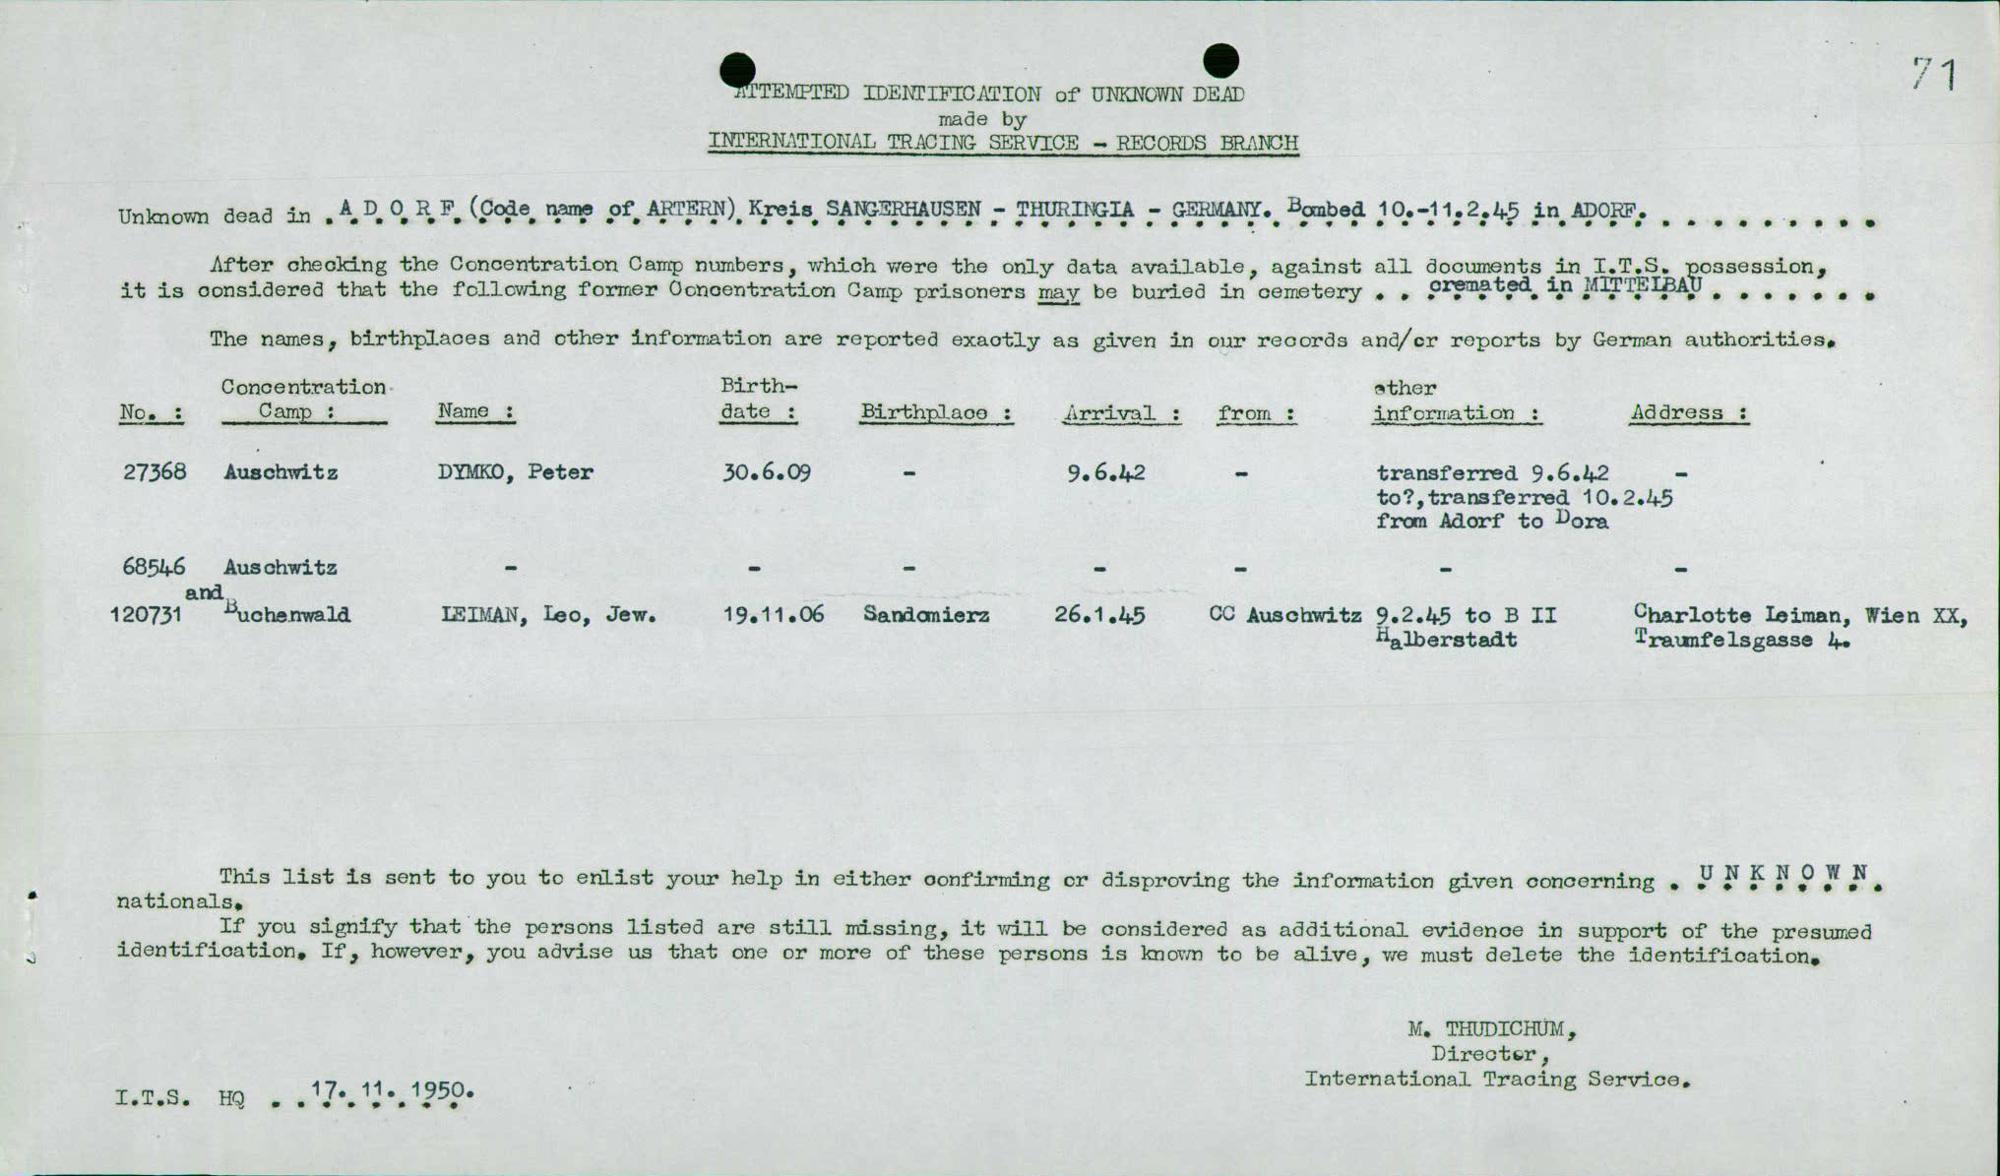 71
ATTEMPTED IDENTIFICATION of UNKNOWN DEAD
made by
INTERNATIONAL TRACING SERVICE - RECORDS BRANCH
Unknown dead in . A D O R F (Code name of ARTERN) Kreis SANGERHAUSEN - THURINGIA - GERMANY. Bombed 10.-11.2.45 in ADORF. . . . . . . . . .
After checking the Concentration Camp numbers, which were the only data available, against all documents in I.T.S. possession,
it is considered that the following former Concentration Camp prisoners may be buried in cemetery . . cremated in MITTELBAU . . . . . . .
The names, birthplaces and other information are reported exactly as given in our records and/or reports by German authorities.
Concentration Birth- other
No. : Camp : Name : date : Birthplace : Arrival : from : information : Address :
27368 Auschwitz DYMKO, Peter 30.6.09 - 9.6.42 - transferred 9.6.42 -
to?,transferred 10.2.45
from Adorf to Dora
68546 Auschwitz - - - - - - -
and
120731 Buchenwald LEIMAN, Leo, Jew. 19.11.06 Sandomierz 26.1.45 CC Auschwitz 9.2.45 to B II Charlotte Leiman, Wien XX,
Halberstadt Traunfelsgasse 4.
This list is sent to you to enlist your help in either confirming or disproving the information given concerning . U N K N O W N .
nationals.
If you signify that the persons listed are still missing, it will be considered as additional evidence in support of the presumed
identification. If, however, you advise us that one or more of these persons is known to be alive, we must delete the identification.
M. THUDICHUM,
Director,
International Tracing Service.
I.T.S. HQ . . 17. 11. 1950.